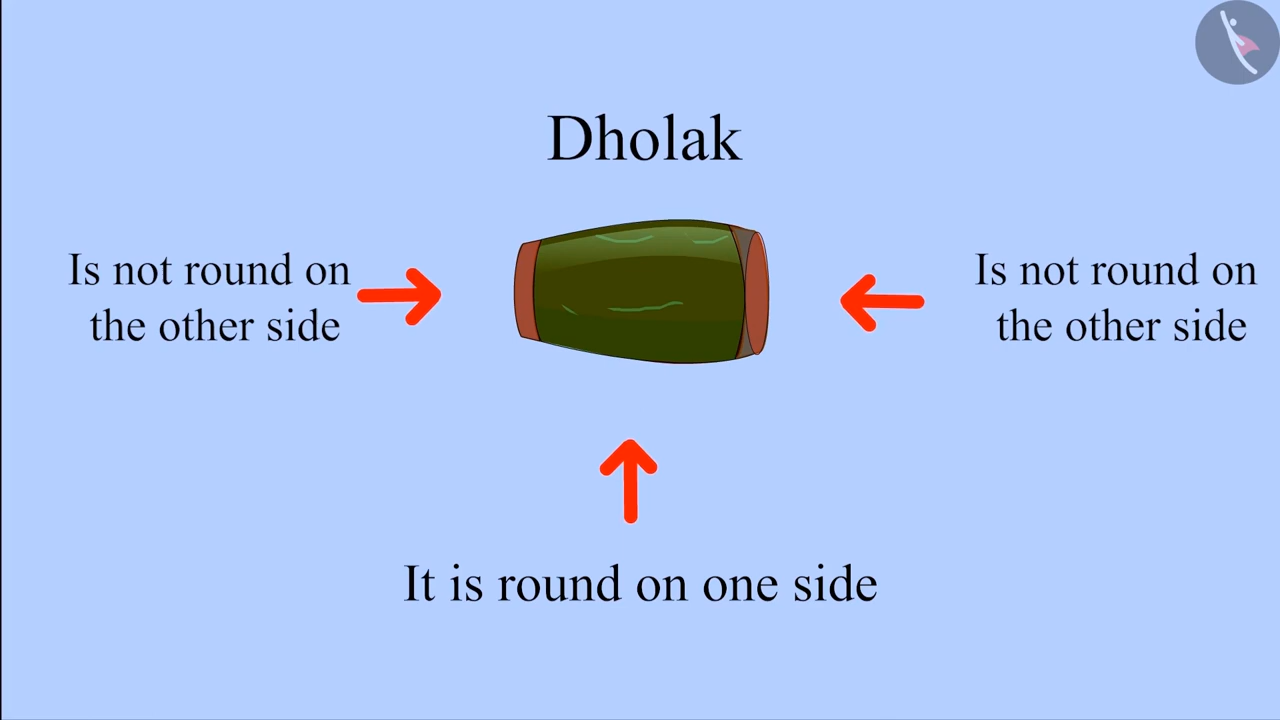 Dholak
Is not round on
the other side
Is not round on
the other side
It is round on one side